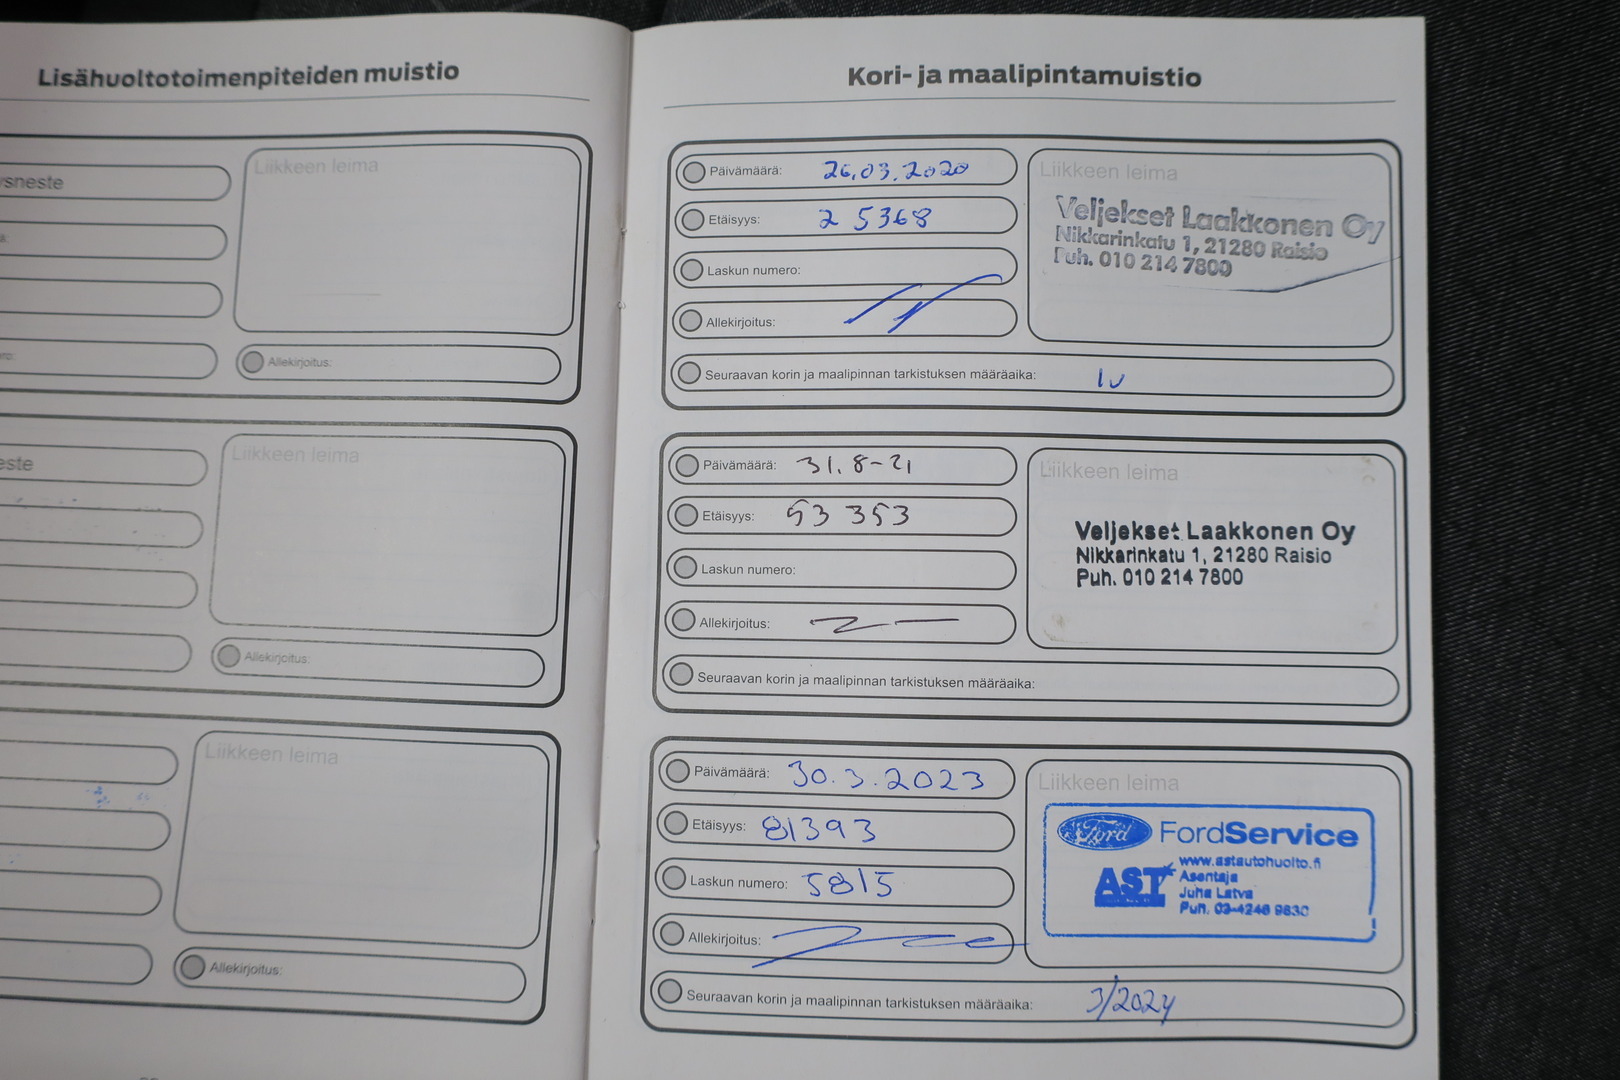 Lisähuoltotoimenpiteiden muistio
Liikkeen leima
Allekirjoitus:
Liikkeen leima
Allekirjoitus:
Liikkeen leima
Allekirjoitus:
Kori- ja maalipintamuistio
Päivämäärä: 26.03.2020
Etäisyys: 25368
Laskun numero:
Allekirjoitus:
Liikkeen leima
Veljekset Laakkonen Oy
Nikkarinkatu 1, 21280 Raisio
Puh. 010 214 7800
Seuraavan korin ja maalipinnan tarkistuksen määräaika:
Päivämäärä: 31.8-21
Etäisyys: 53 353
Laskun numero:
Allekirjoitus:
Liikkeen leima
Veljekset Laakkonen Oy
Nikkarinkatu 1, 21280 Raisio
Puh. 010 214 7800
Seuraavan korin ja maalipinnan tarkistuksen määräaika:
Päivämäärä: 30.3.2023
Etäisyys: 81393
Laskun numero: 5815
Allekirjoitus:
Liikkeen leima
Ford FordService
AST
www.astautohuolto.fi
Asentaja
Juha Latva
Puh. 02-4246 9630
Seuraavan korin ja maalipinnan tarkistuksen määräaika: 3/2024